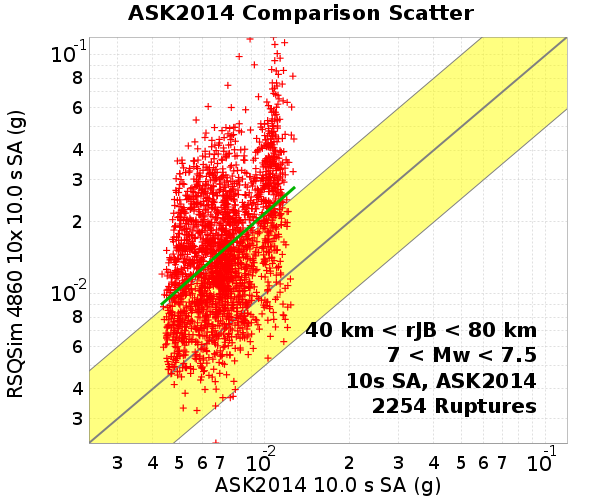 ASK2014 Comparison Scatter
RSQSim 4860 10x 10.0 s SA (g)
10-1
8
6
4
3
2
10-2
8
6
4
3
40 km < rJB < 80 km
7 < Mw < 7.5
10s SA, ASK2014
2254 Ruptures
3 4 5 6 7 10-2 2 3 4 5 6 7 10-1
ASK2014 10.0 s SA (g)